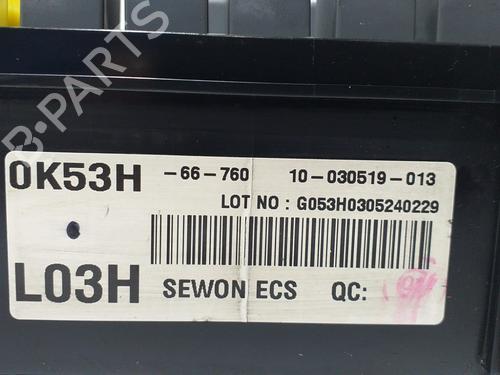 B-PARTS
0K53H -66-760 10-030519-013
LOT NO : G053H0305240229
L03H SEWON ECS QC: